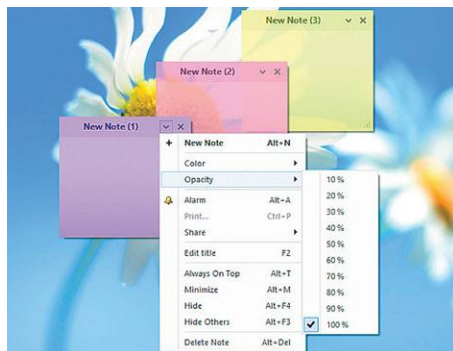 New Note (3)
New Note (2)
New Note (1)
New Note Alt+N
Color
Opacity
Alarm Alt+A
Print... Ctrl+P
Share
Edit title F2
Always On Top Alt+T
Minimize Alt+M
Hide Alt+F4
Hide Others Alt+F3
Delete Note Alt+Del
10 %
20 %
30 %
40 %
50 %
60 %
70 %
80 %
90 %
100 %